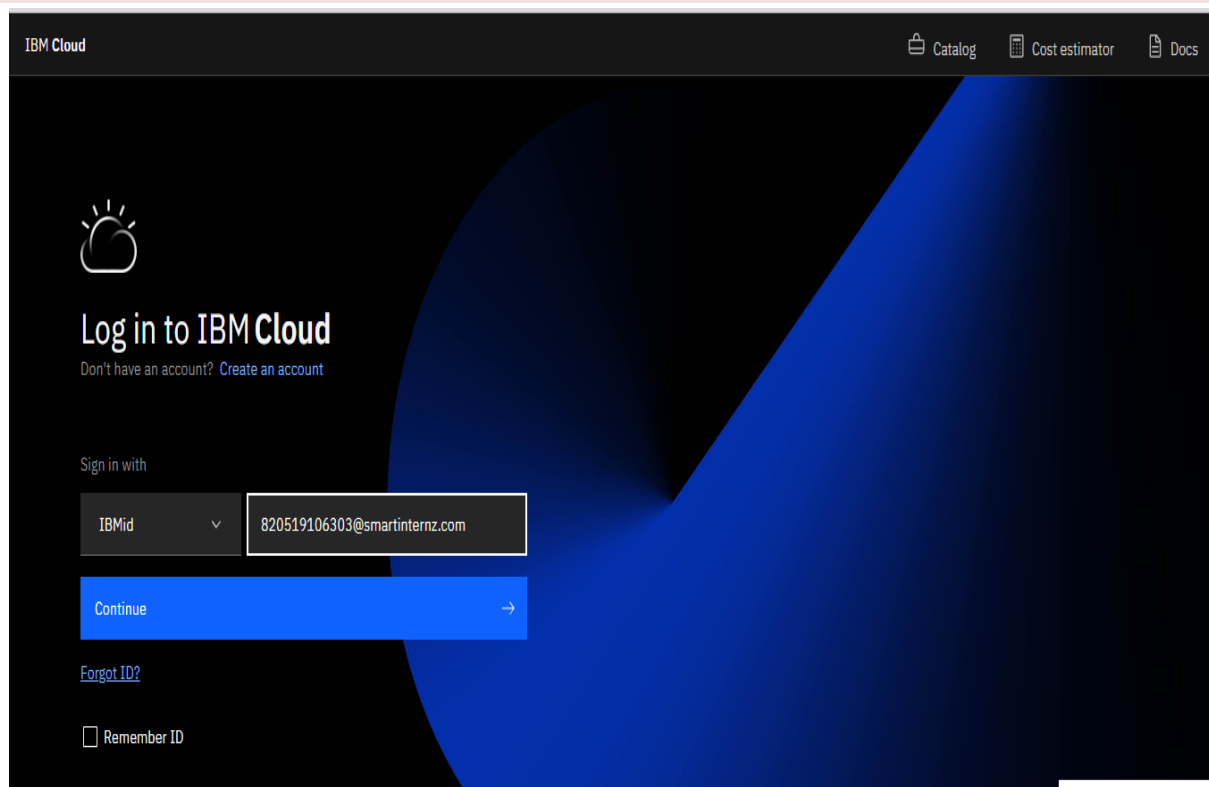 IBM Cloud
Catalog
Cost estimator
Docs
Log in to IBM Cloud
Don't have an account? Create an account
Sign in with
IBMid
820519106303@smartinternz.com
Continue
Forgot ID?
Remember ID